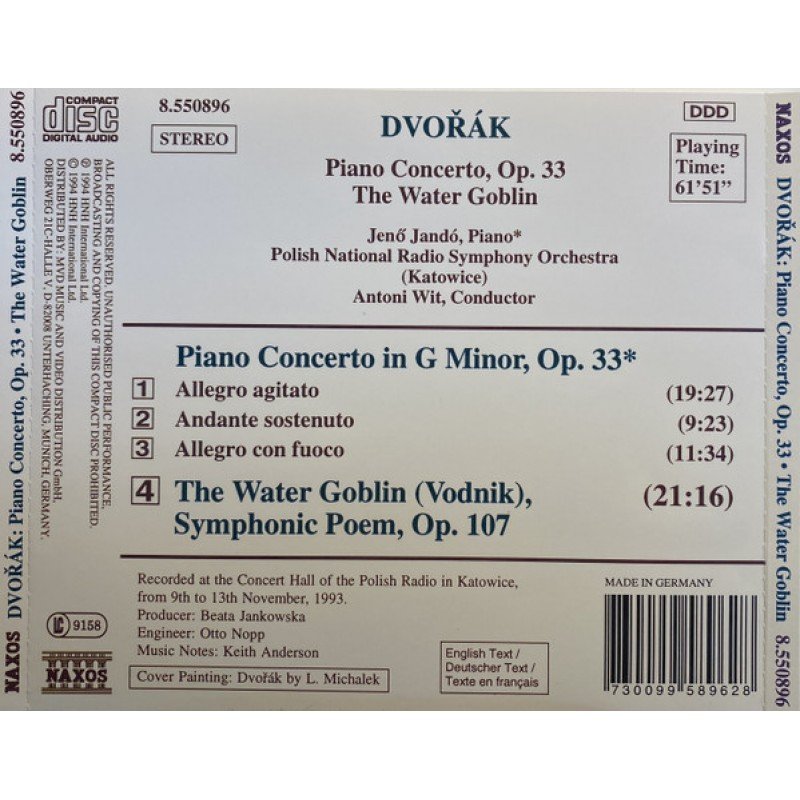 NAXOS DVOŘÁK: Piano Concerto, Op. 33 • The Water Goblin 8.550896
COMPACT
disc
DIGITAL AUDIO
ALL RIGHTS RESERVED. UNAUTHORISED PUBLIC PERFORMANCE,
BROADCASTING AND COPYING OF THIS COMPACT DISC PROHIBITED.
℗ 1994 HNH International Ltd.
© 1994 HNH International Ltd.
DISTRIBUTED BY: MVD MUSIC AND VIDEO DISTRIBUTION GmbH,
OBERWEG 21C-HALLE V, D-82008 UNTERHACHING, MUNICH, GERMANY.
LC 9158
NAXOS
8.550896
STEREO
DVOŘÁK
Piano Concerto, Op. 33
The Water Goblin
Jenő Jandó, Piano*
Polish National Radio Symphony Orchestra
(Katowice)
Antoni Wit, Conductor
DDD
Playing
Time:
61'51"
Piano Concerto in G Minor, Op. 33*
1 Allegro agitato (19:27)
2 Andante sostenuto (9:23)
3 Allegro con fuoco (11:34)
4 The Water Goblin (Vodnik), (21:16)
Symphonic Poem, Op. 107
Recorded at the Concert Hall of the Polish Radio in Katowice,
from 9th to 13th November, 1993.
Producer: Beata Jankowska
Engineer: Otto Nopp
Music Notes: Keith Anderson
Cover Painting: Dvořák by L. Michalek
English Text /
Deutscher Text /
Texte en français
MADE IN GERMANY
7 30099 589628
NAXOS DVOŘÁK: Piano Concerto, Op. 33 • The Water Goblin 8.550896